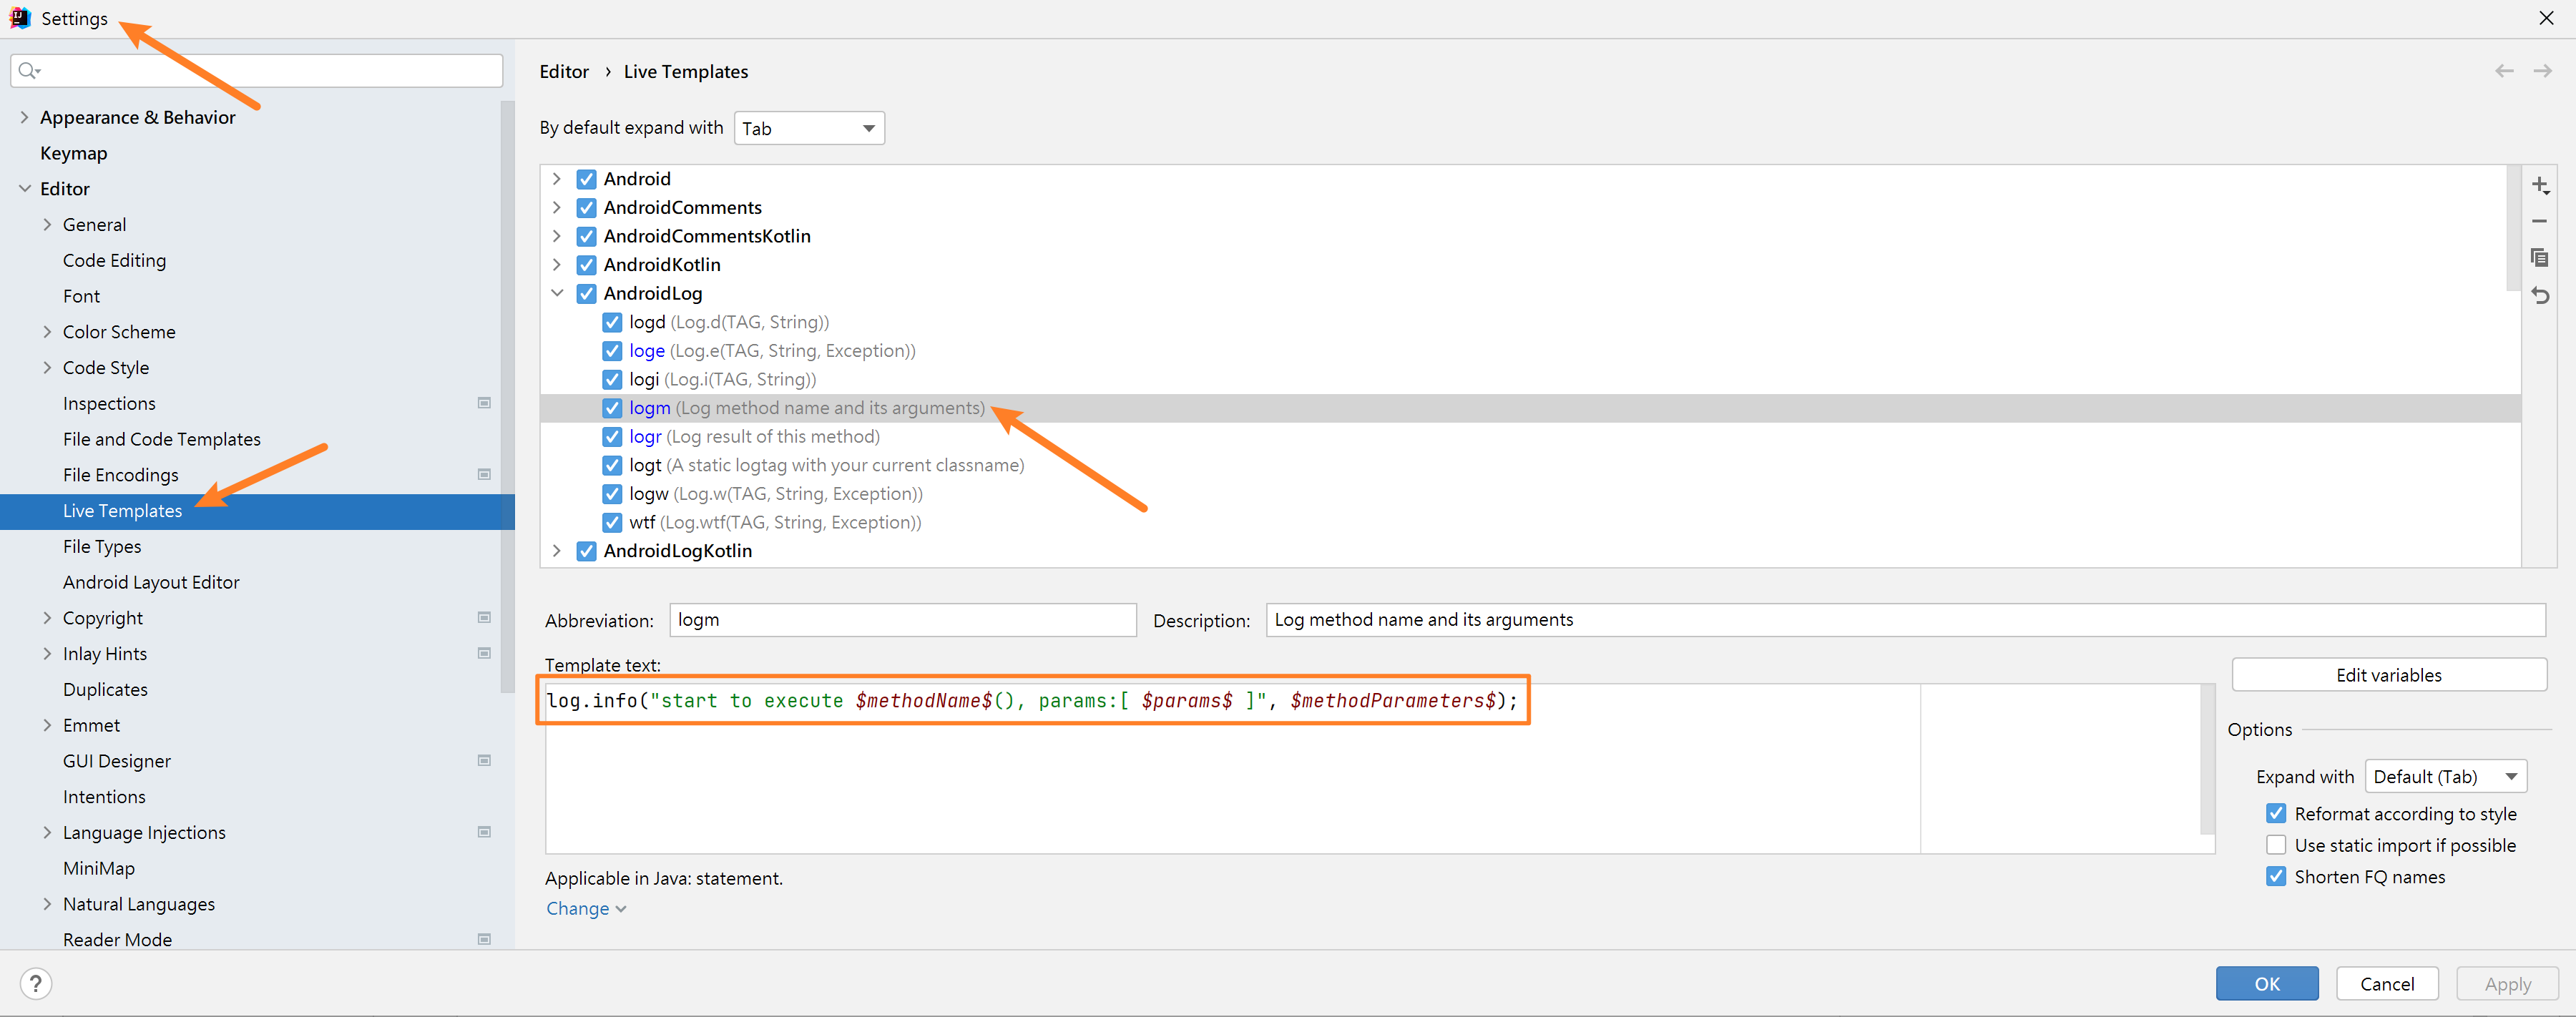 Settings
Appearance & Behavior
Keymap
Editor
General
Code Editing
Font
Color Scheme
Code Style
Inspections
File and Code Templates
File Encodings
Live Templates
File Types
Android Layout Editor
Copyright
Inlay Hints
Duplicates
Emmet
GUI Designer
Intentions
Language Injections
MiniMap
Natural Languages
Reader Mode
Editor › Live Templates
By default expand with Tab
Android
AndroidComments
AndroidCommentsKotlin
AndroidKotlin
AndroidLog
logd (Log.d(TAG, String))
loge (Log.e(TAG, String, Exception))
logi (Log.i(TAG, String))
logm (Log method name and its arguments)
logr (Log result of this method)
logt (A static logtag with your current classname)
logw (Log.w(TAG, String, Exception))
wtf (Log.wtf(TAG, String, Exception))
AndroidLogKotlin
Abbreviation: logm Description: Log method name and its arguments
Template text:
log.info("start to execute $methodName$(), params:[ $params$ ]", $methodParameters$);
Edit variables
Options
Expand with Default (Tab)
Reformat according to style
Use static import if possible
Shorten FQ names
Applicable in Java: statement.
Change
? OK Cancel Apply